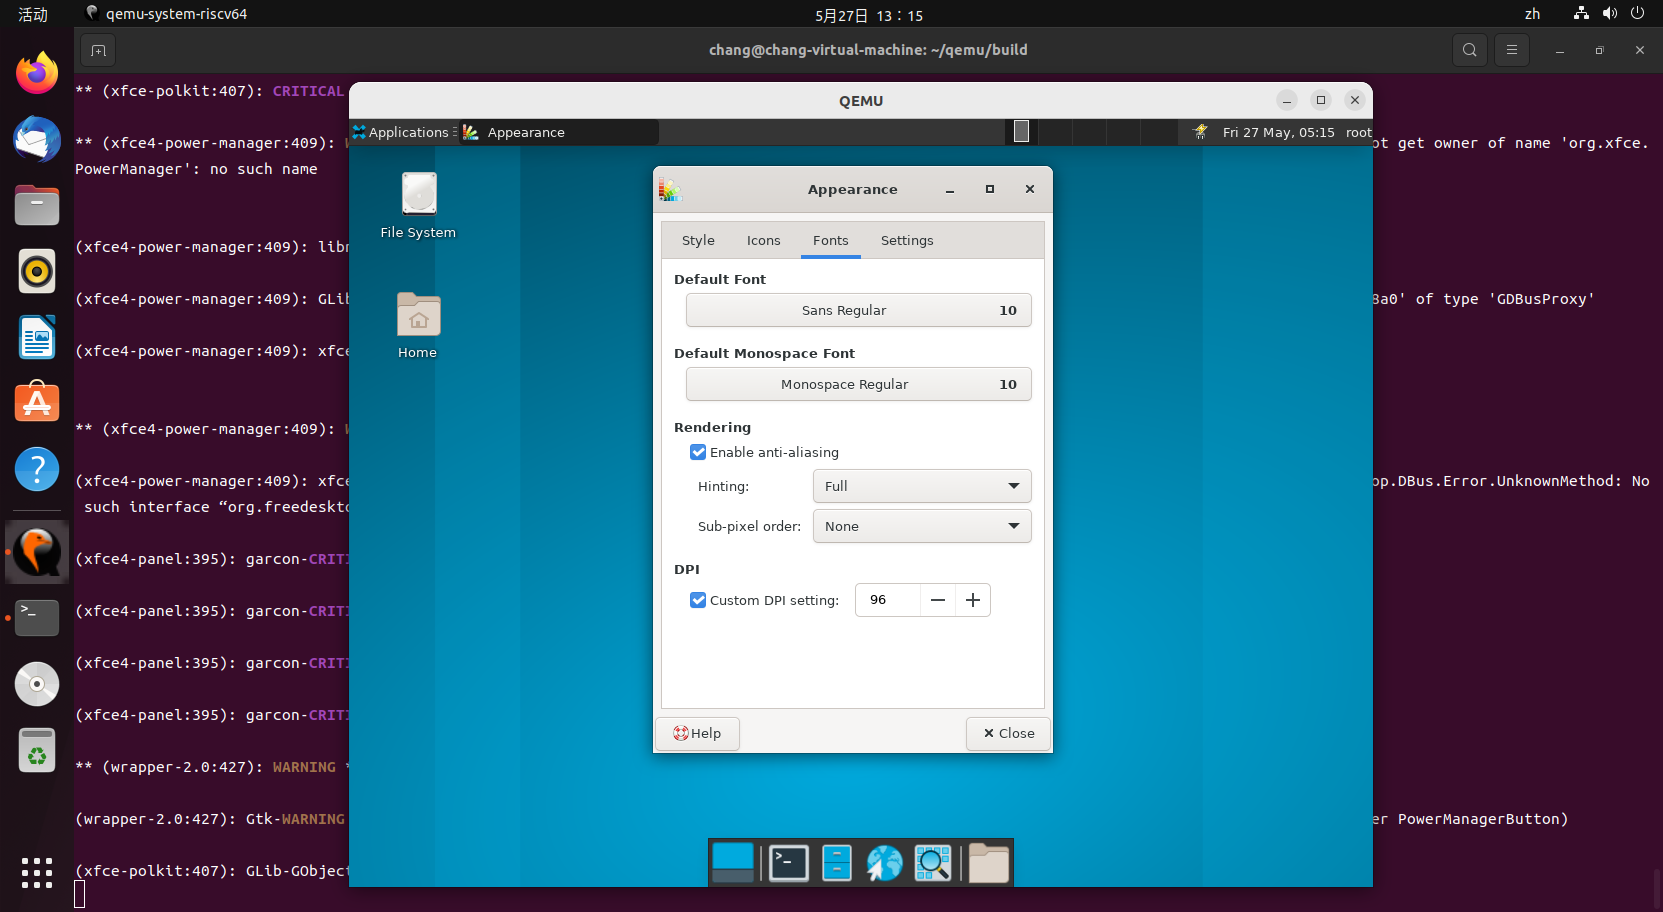 活动
qemu-system-riscv64
5月27日 13：15
zh
chang@chang-virtual-machine: ~/qemu/build
** (xfce-polkit:407): CRITICAL
QEMU
Applications
Appearance
Fri 27 May, 05:15 root
** (xfce4-power-manager:409):
ot get owner of name 'org.xfce.
PowerManager': no such name
(xfce4-power-manager:409): libn
(xfce4-power-manager:409): GLib
8a0' of type 'GDBusProxy'
(xfce4-power-manager:409): xfce
** (xfce4-power-manager:409):
(xfce4-power-manager:409): xfce
op.DBus.Error.UnknownMethod: No
such interface “org.freedeskto
(xfce4-panel:395): garcon-CRITI
(xfce4-panel:395): garcon-CRITI
(xfce4-panel:395): garcon-CRITI
(xfce4-panel:395): garcon-CRITI
** (wrapper-2.0:427): WARNING *
(wrapper-2.0:427): Gtk-WARNING
er PowerManagerButton)
(xfce-polkit:407): GLib-GObject
File System
Home
Appearance
Style
Icons
Fonts
Settings
Default Font
Sans Regular 10
Default Monospace Font
Monospace Regular 10
Rendering
Enable anti-aliasing
Hinting: Full
Sub-pixel order: None
DPI
Custom DPI setting: 96
Help
Close